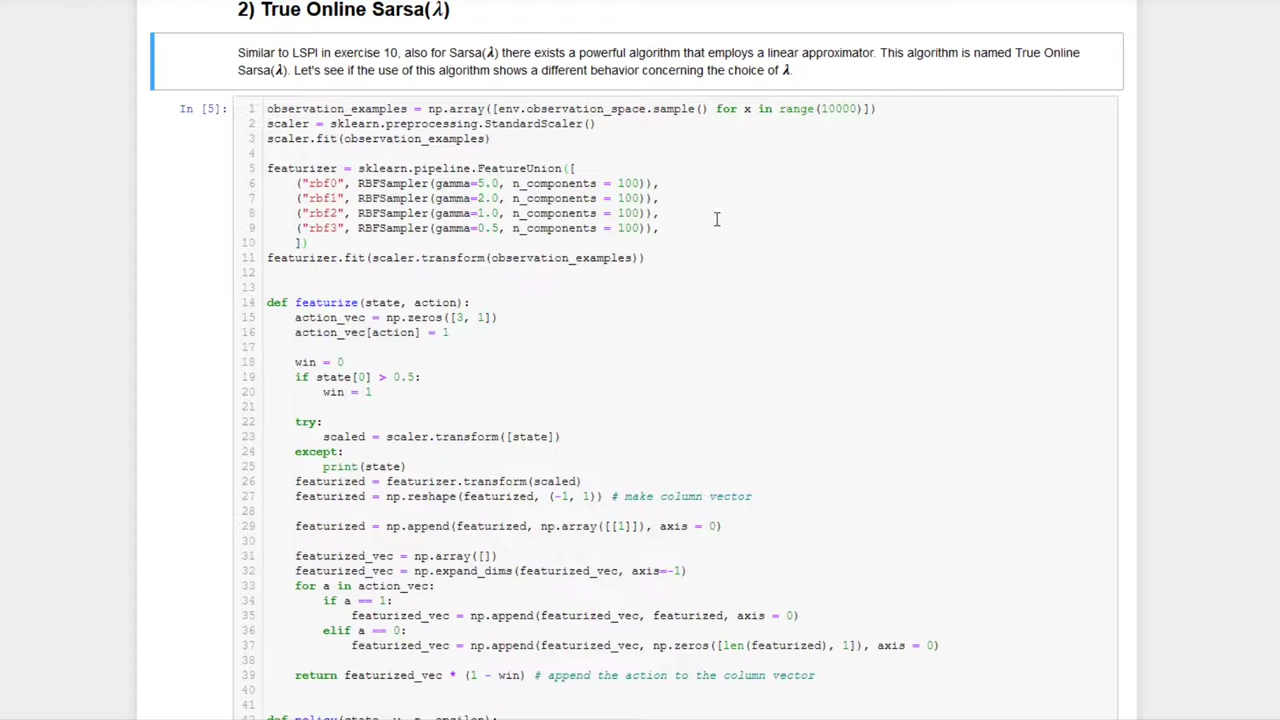 2) True Online Sarsa(λ)
Similar to LSPI in exercise 10, also for Sarsa(λ) there exists a powerful algorithm that employs a linear approximator. This algorithm is named True Online
Sarsa(λ). Let's see if the use of this algorithm shows a different behavior concerning the choice of λ.
In [5]:
1 observation_examples = np.array([env.observation_space.sample() for x in range(10000)])
2 scaler = sklearn.preprocessing.StandardScaler()
3 scaler.fit(observation_examples)
4
5 featurizer = sklearn.pipeline.FeatureUnion([
6     ("rbf0", RBFSampler(gamma=5.0, n_components = 100)),
7     ("rbf1", RBFSampler(gamma=2.0, n_components = 100)),
8     ("rbf2", RBFSampler(gamma=1.0, n_components = 100)),
9     ("rbf3", RBFSampler(gamma=0.5, n_components = 100)),
10     ])
11 featurizer.fit(scaler.transform(observation_examples))
12
13
14 def featurize(state, action):
15     action_vec = np.zeros([3, 1])
16     action_vec[action] = 1
17
18     win = 0
19     if state[0] > 0.5:
20         win = 1
21
22     try:
23         scaled = scaler.transform([state])
24     except:
25         print(state)
26     featurized = featurizer.transform(scaled)
27     featurized = np.reshape(featurized, (-1, 1)) # make column vector
28
29     featurized = np.append(featurized, np.array([[1]]), axis = 0)
30
31     featurized_vec = np.array([])
32     featurized_vec = np.expand_dims(featurized_vec, axis=-1)
33     for a in action_vec:
34         if a == 1:
35             featurized_vec = np.append(featurized_vec, featurized, axis = 0)
36         elif a == 0:
37             featurized_vec = np.append(featurized_vec, np.zeros([len(featurized), 1]), axis = 0)
38
39     return featurized_vec * (1 - win) # append the action to the column vector
40
41